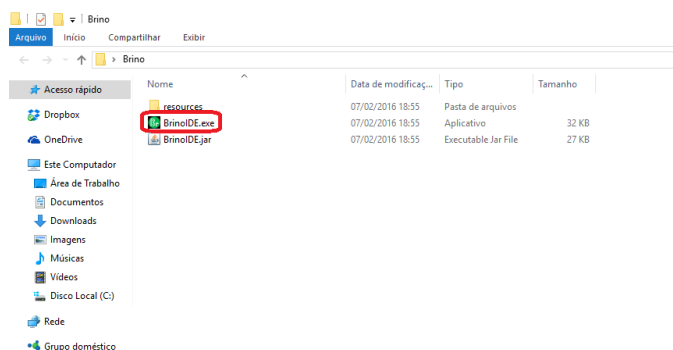 Brino
Arquivo Início Compartilhar Exibir
Brino
Acesso rápido
Dropbox
OneDrive
Este Computador
Área de Trabalho
Documentos
Downloads
Imagens
Músicas
Vídeos
Disco Local (C:)
Rede
Grupo doméstico
Nome Data de modificaç... Tipo Tamanho
resources 07/02/2016 18:55 Pasta de arquivos
BrinoIDE.exe 07/02/2016 18:55 Aplicativo 32 KB
BrinoIDE.jar 07/02/2016 18:55 Executable Jar File 27 KB